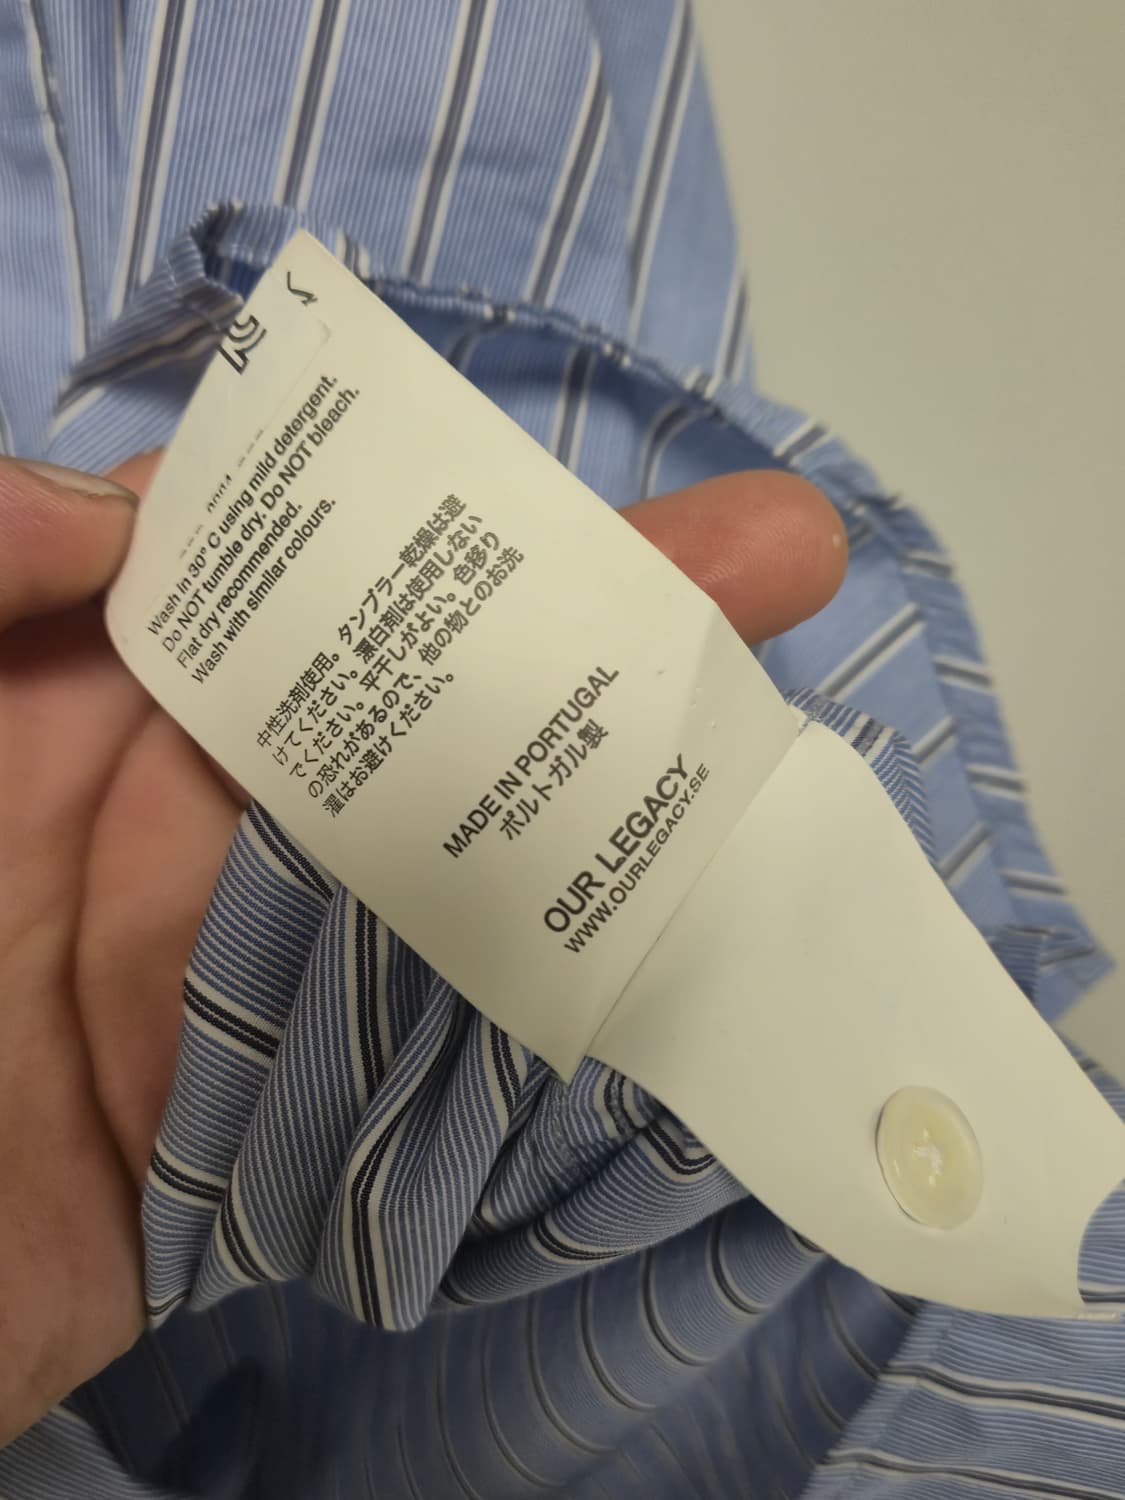 Wash in 30° C using mild detergent.
Do NOT tumble dry. Do NOT bleach.
Flat dry recommended.
Wash with similar colours.
中性洗剤使用。タンブラー乾燥は避
けてください。漂白剤は使用しない
でください。平干しがよい。色移り
の恐れがあるので、他の物とのお洗
濯はお避けください。
MADE IN PORTUGAL
ポルトガル製
OUR LEGACY
WWW.OURLEGACY.SE